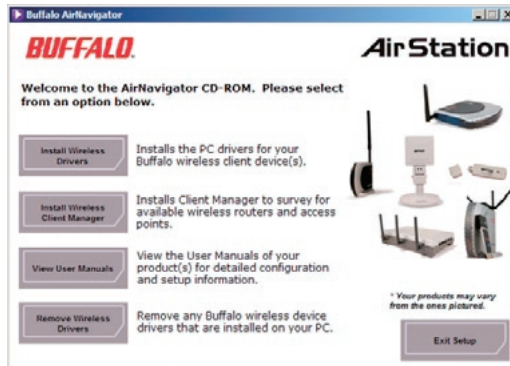 Buffalo AirNavigator
BUFFALO.
AirStation
Welcome to the AirNavigator CD-ROM. Please select
from an option below.
Install Wireless
Drivers
Installs the PC drivers for your
Buffalo wireless client device(s).
Install Wireless
Client Manager
Installs Client Manager to survey for
available wireless routers and access
points.
View User Manuals
View the User Manuals of your
product(s) for detailed configuration
and setup information.
Remove Wireless
Drivers
Remove any Buffalo wireless device
drivers that are installed on your PC.
* Your products may vary
from the ones pictured.
Exit Setup